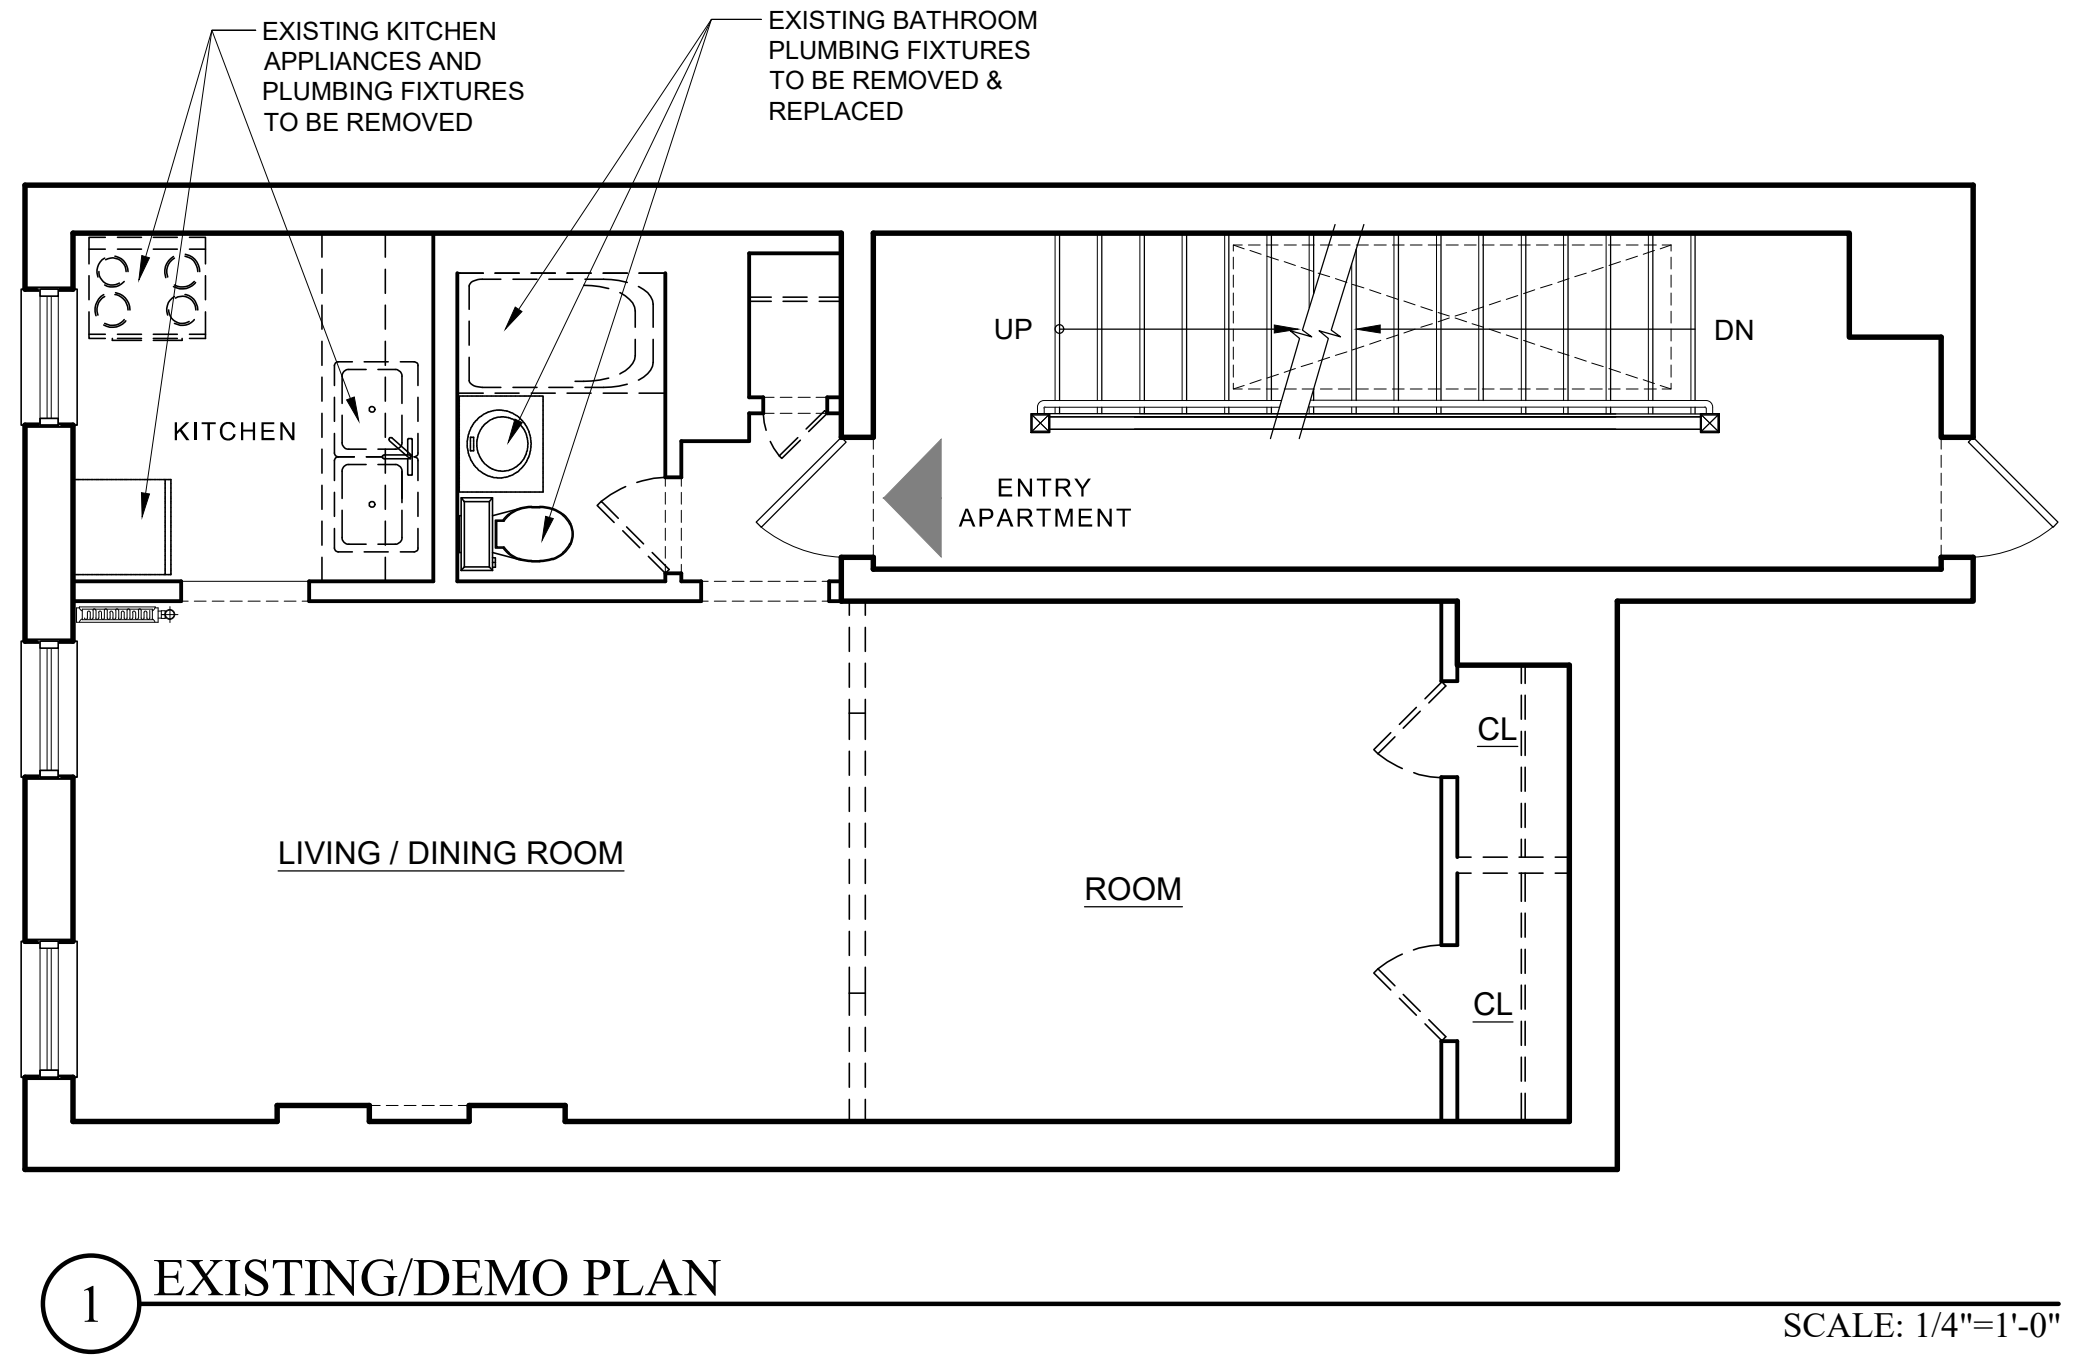 EXISTING KITCHEN
APPLIANCES AND
PLUMBING FIXTURES
TO BE REMOVED
EXISTING BATHROOM
PLUMBING FIXTURES
TO BE REMOVED &
REPLACED
UP
DN
KITCHEN
ENTRY
APARTMENT
CL
LIVING / DINING ROOM
ROOM
CL
1
EXISTING/DEMO PLAN
SCALE: 1/4"=1'-0"